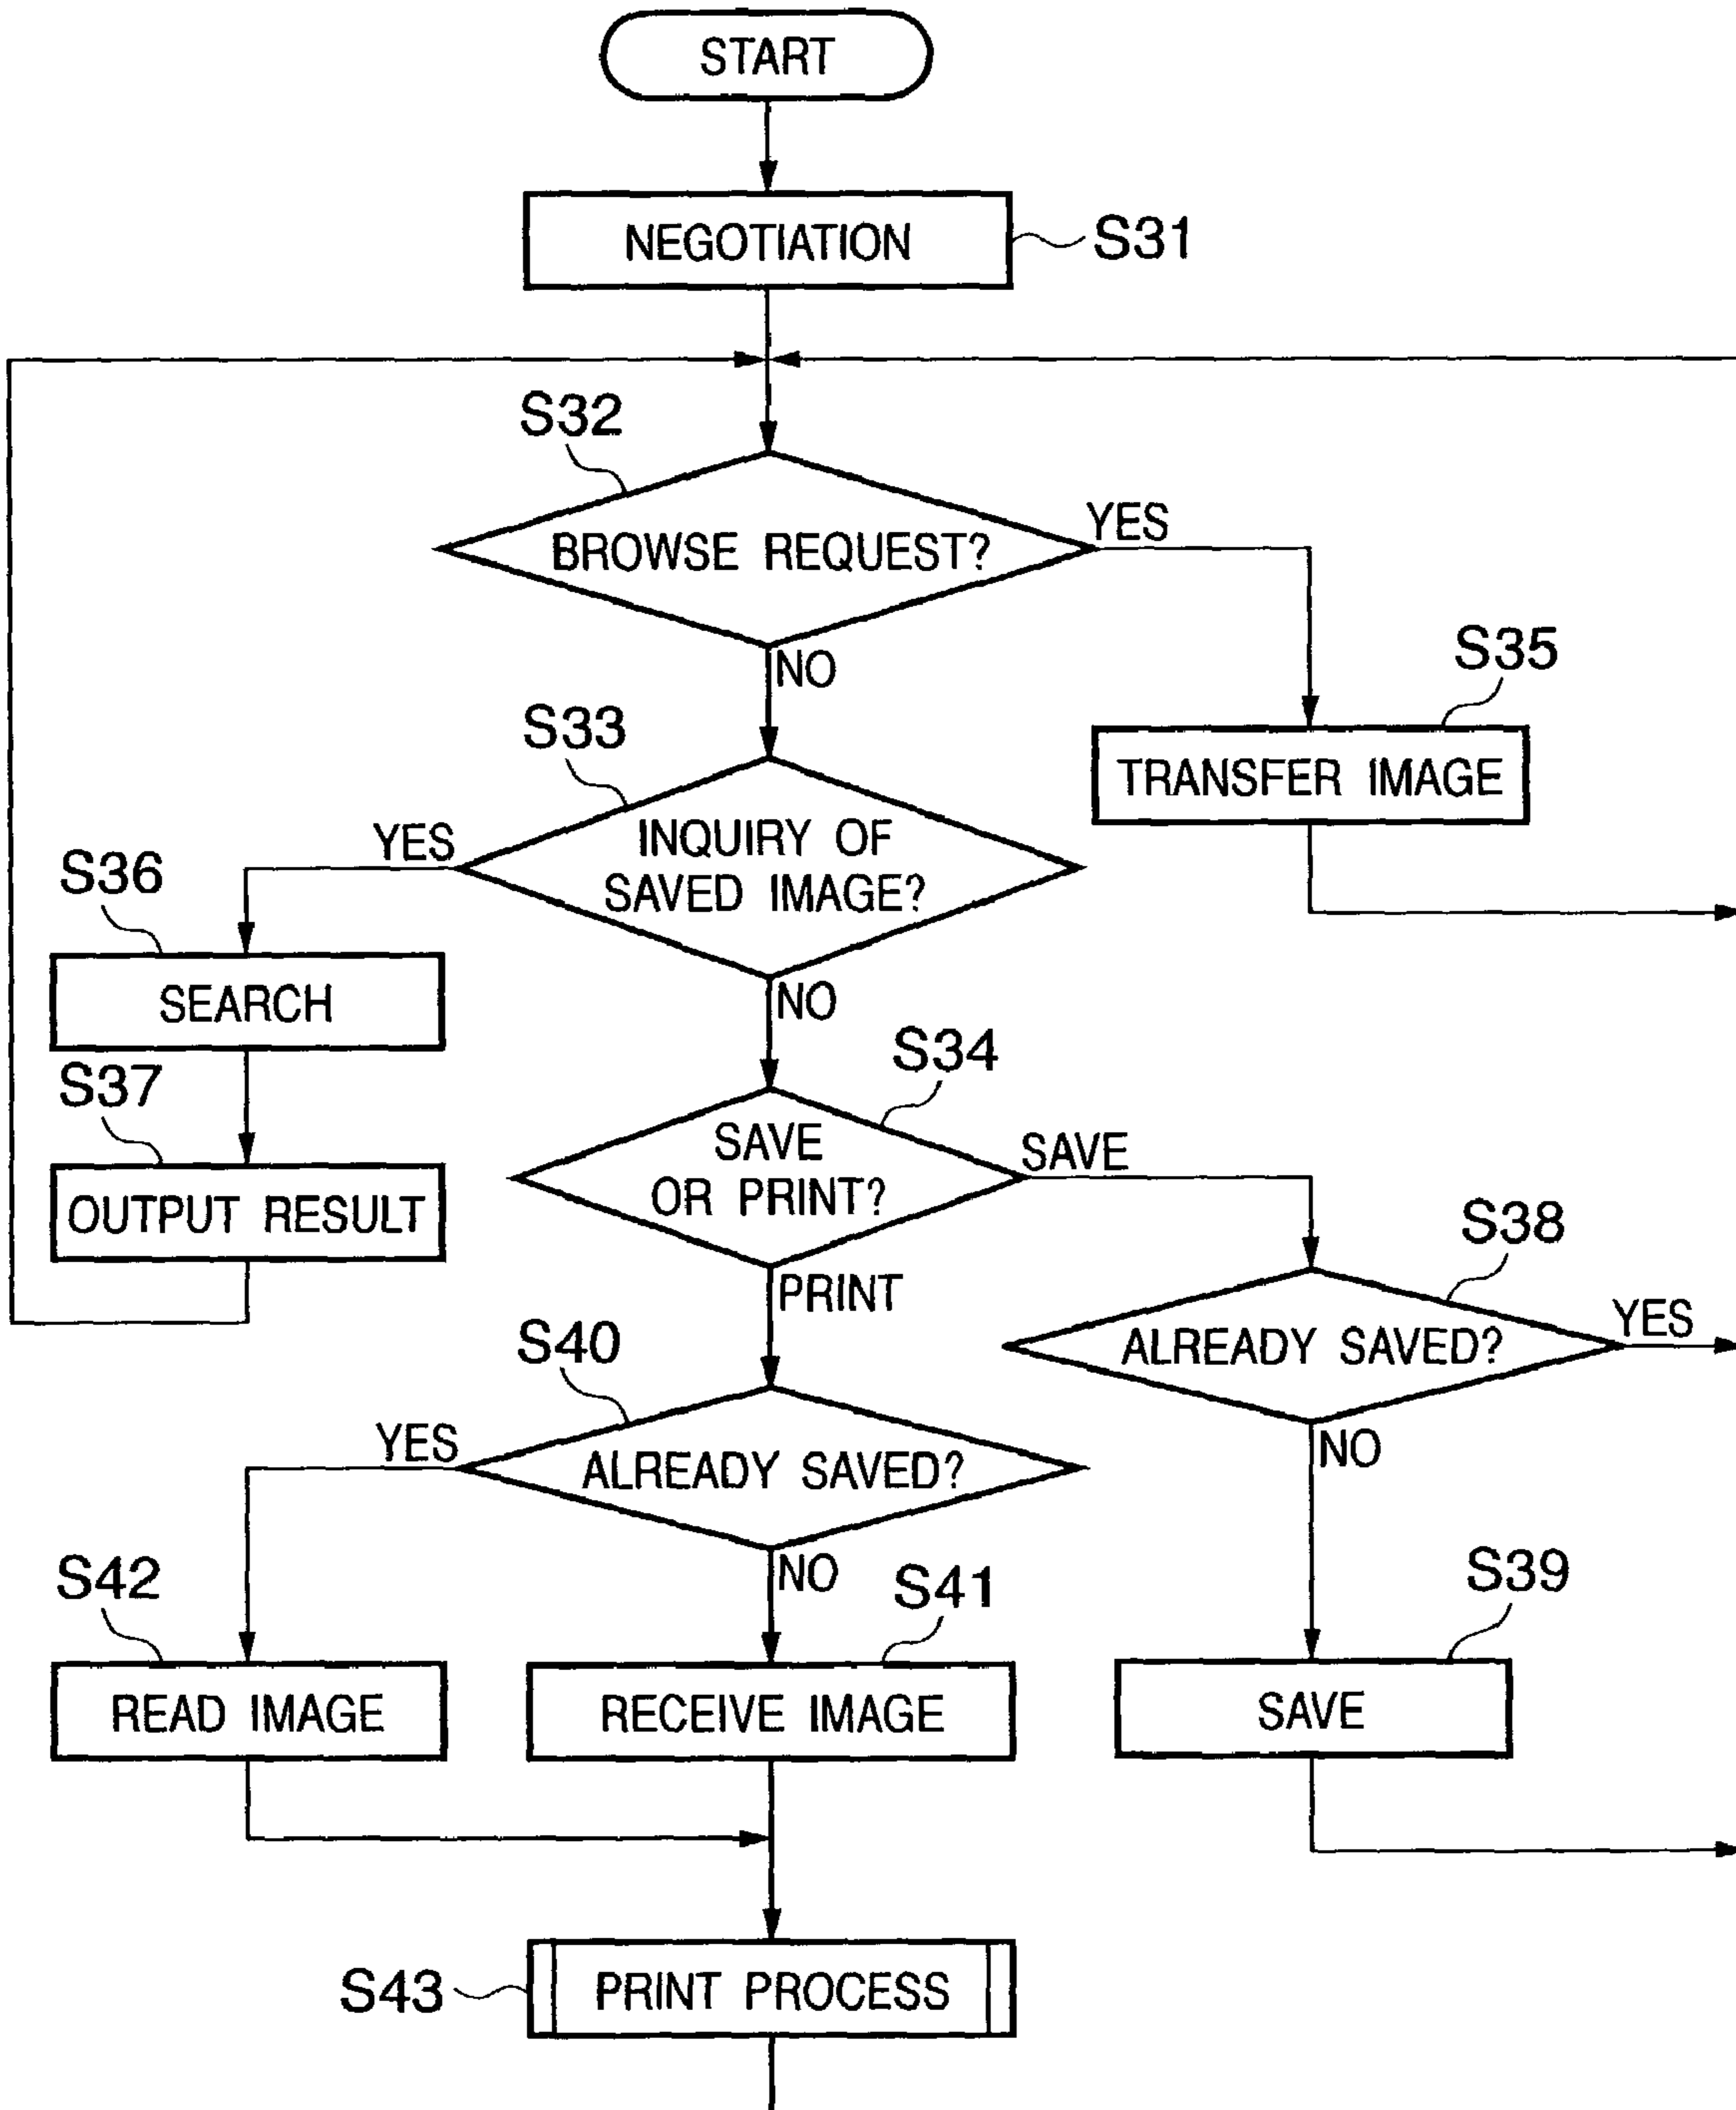 START
NEGOTIATION
S31
S32
BROWSE REQUEST?
YES
NO
S35
TRANSFER IMAGE
S33
INQUIRY OF
SAVED IMAGE?
YES
NO
S36
SEARCH
S37
OUTPUT RESULT
S34
SAVE
OR PRINT?
SAVE
PRINT
S38
ALREADY SAVED?
YES
NO
S40
ALREADY SAVED?
YES
NO
S42
READ IMAGE
S41
RECEIVE IMAGE
S39
SAVE
S43
PRINT PROCESS